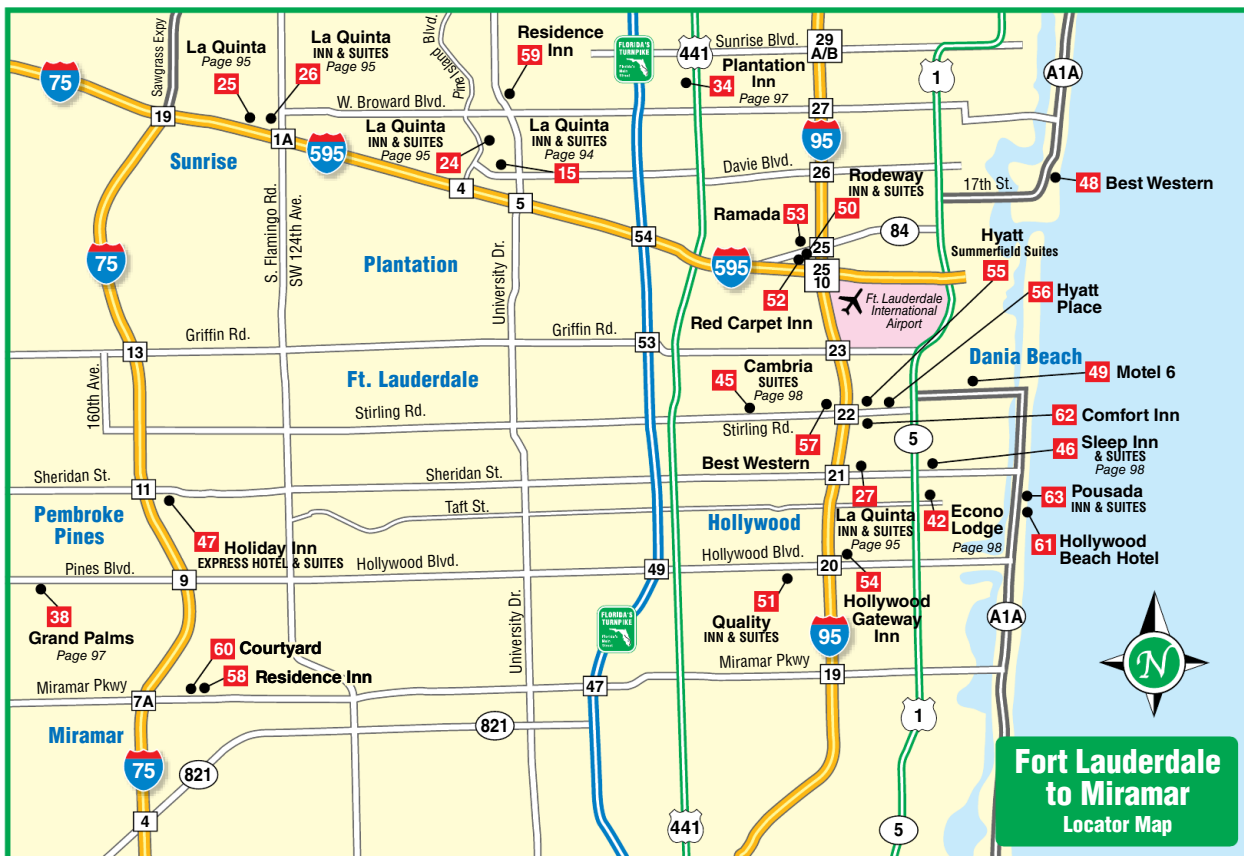 Sawgrass Expy
La Quinta
Page 95
25
La Quinta
INN & SUITES
Page 95
26
Pine Island
Blvd.
Residence
Inn
59
FLORIDA'S
TURNPIKE
441
Sunrise Blvd.
29
A/B
1
A1A
75
Plantation
Inn
34
Page 97
W. Broward Blvd.
27
19
1A
Sunrise
595
La Quinta
INN & SUITES
Page 95
24
La Quinta
INN & SUITES
Page 94
15
95
Davie Blvd.
26
4
5
Rodeway
INN & SUITES
50
17th St.
48
Best Western
S. Flamingo Rd.
SW 124th Ave.
Ramada
53
84
54
25
Hyatt
Summerfield Suites
55
75
Plantation
University Dr.
595
25
10
52
Red Carpet Inn
Ft. Lauderdale
International
Airport
56
Hyatt
Place
Griffin Rd.
Griffin Rd.
13
53
23
160th Ave.
Ft. Lauderdale
Cambria
SUITES
Page 98
45
Dania Beach
49
Motel 6
Stirling Rd.
Stirling Rd.
22
62
Comfort Inn
57
Best Western
5
46
Sleep Inn
& SUITES
Page 98
Sheridan St.
Sheridan St.
11
21
27
La Quinta
INN & SUITES
Page 95
Taft St.
Pembroke
Pines
47
Holiday Inn
EXPRESS HOTEL & SUITES
Hollywood
42
Econo
Lodge
Page 98
63
Pousada
INN & SUITES
61
Hollywood
Beach Hotel
Pines Blvd.
Hollywood Blvd.
Hollywood Blvd.
9
49
20
38
Grand Palms
Page 97
51
Quality
INN & SUITES
54
Hollywood
Gateway
Inn
University Dr.
FLORIDA'S
TURNPIKE
A1A
95
60
Courtyard
58
Residence Inn
Miramar Pkwy
Miramar Pkwy
7A
47
19
N
Miramar
821
1
75
821
4
441
5
Fort Lauderdale
to Miramar
Locator Map